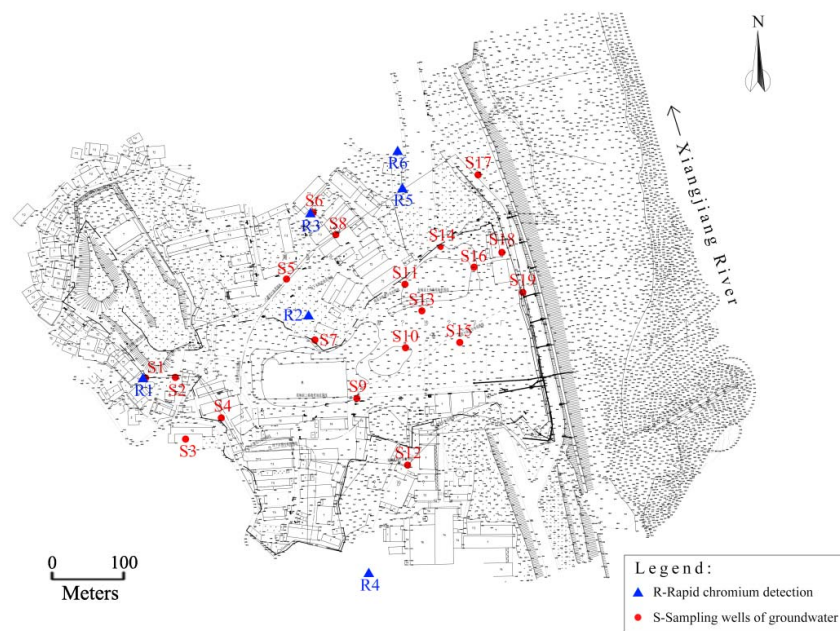 N
Xiangjiang River
S17
R6
R5
S6
R3
S8
S14
S18
S16
S5
S11
S19
S13
R2
S7
S10
S15
S1
R1
S2
S9
S4
S3
S12
R4
0 100
Meters
Legend:
R-Rapid chromium detection
S-Sampling wells of groundwater